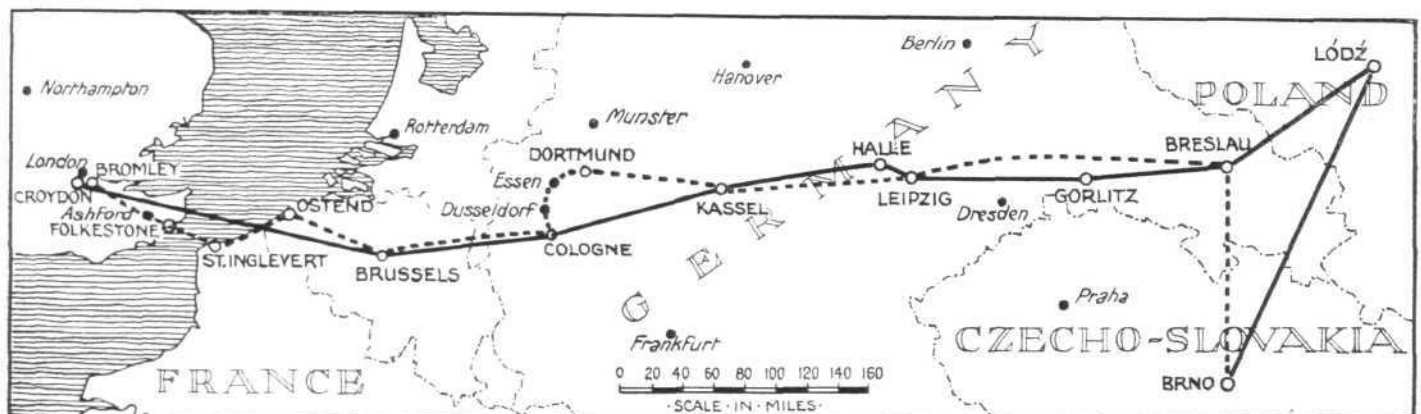 Northampton
London
BROMLEY
CROYDON
Ashford
FOLKESTONE
ST. INGLEVERT
OSTEND
Rotterdam
BRUSSELS
Munster
DORTMUND
Essen
Dusseldorf
COLOGNE
Hanover
KASSEL
Frankfurt
Berlin
HALLE
LEIPZIG
Dresden
GORLITZ
BRESLAU
ŁÓDŹ
POLAND
GERMANY
Praha
CZECHO-SLOVAKIA
BRNO
FRANCE
0 20 40 60 80 100 120 140 160
·SCALE·IN·MILES·